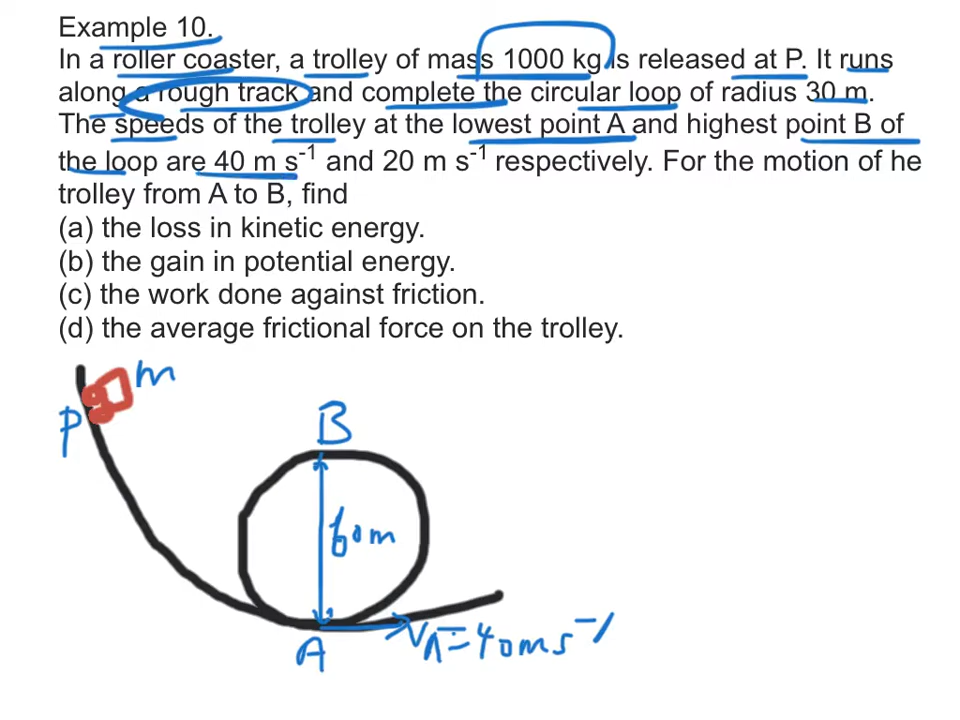 Example 10.
In a roller coaster, a trolley of mass 1000 kg is released at P. It runs
along a rough track and complete the circular loop of radius 30 m.
The speeds of the trolley at the lowest point A and highest point B of
the loop are 40 m s-1 and 20 m s-1 respectively. For the motion of he
trolley from A to B, find
(a) the loss in kinetic energy.
(b) the gain in potential energy.
(c) the work done against friction.
(d) the average frictional force on the trolley.
m
P
B
60m
A
VA=40ms-1